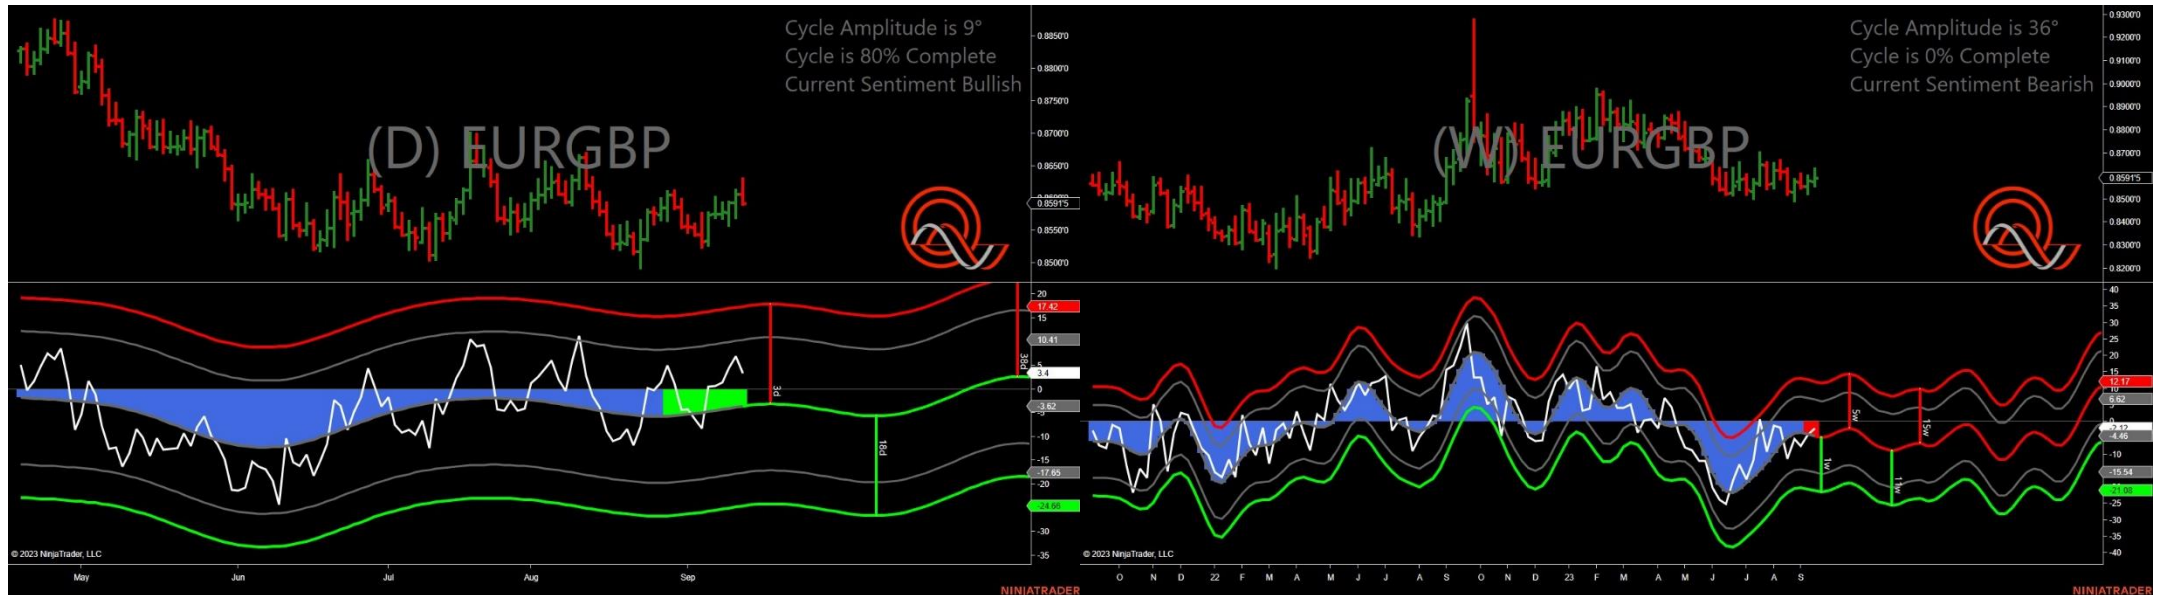 Cycle Amplitude is 9°
Cycle is 80% Complete
Current Sentiment Bullish
(D) EURGBP
0.8850'0
0.8800'0
0.8750'0
0.8700'0
0.8650'0
0.8591'5
0.8550'0
0.8500'0
20
17.42
15
10.41
5
3.4
0
-3.62
-5
-10
-15
-17.65
-20
-24.66
-30
-35
3d
18d
38d
© 2023 NinjaTrader, LLC
May Jun Jul Aug Sep
NINJATRADER
Cycle Amplitude is 36°
Cycle is 0% Complete
Current Sentiment Bearish
(W) EURGBP
0.9300'0
0.9200'0
0.9100'0
0.9000'0
0.8900'0
0.8800'0
0.8700'0
0.8591'5
0.8500'0
0.8400'0
0.8300'0
0.8200'0
40
35
30
25
20
15
12.17
10
6.62
5
-2.12
-4.46
-10
-15.54
-21.08
-25
-30
-35
-40
1w
5w
11w
15w
© 2023 NinjaTrader, LLC
O N D 22 F M A M J J A S O N D 23 F M A M J J A S
NINJATRADER